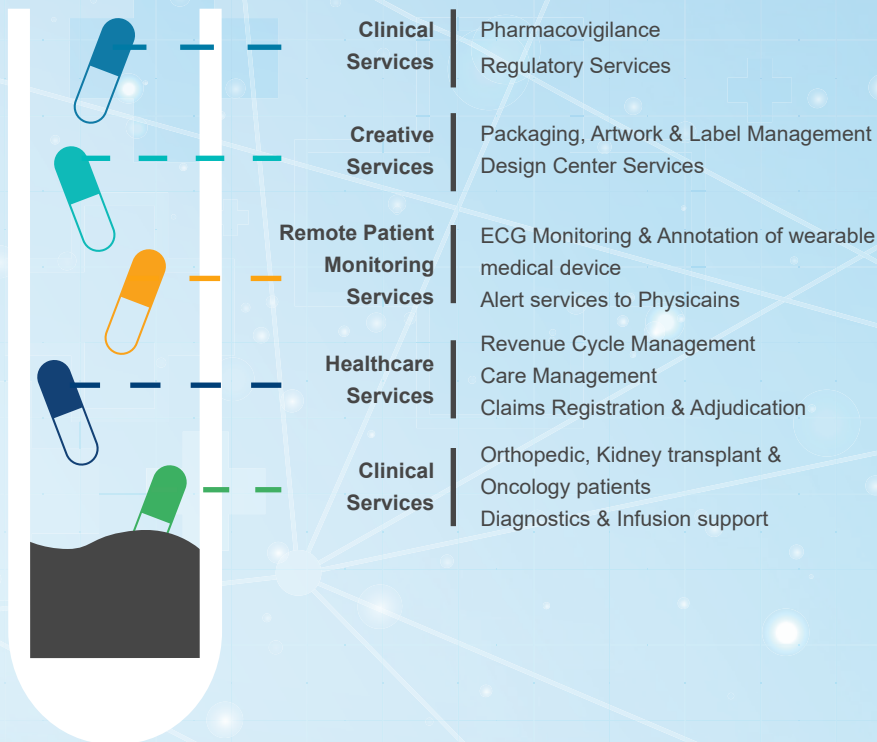 Clinical
Services
Pharmacovigilance
Regulatory Services
Creative
Services
Packaging, Artwork & Label Management
Design Center Services
Remote Patient
Monitoring
Services
ECG Monitoring & Annotation of wearable
medical device
Alert services to Physicains
Healthcare
Services
Revenue Cycle Management
Care Management
Claims Registration & Adjudication
Clinical
Services
Orthopedic, Kidney transplant &
Oncology patients
Diagnostics & Infusion support